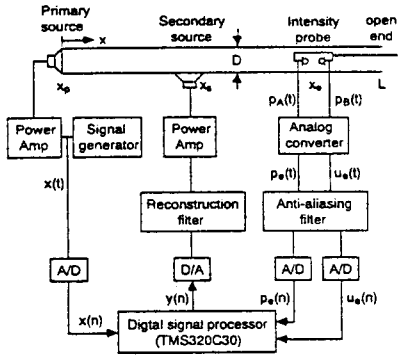 Primary source
Secondary source
Intensity probe
open end
x
D
x_p
x_s
x_e
L
p_A(t)
p_B(t)
Power Amp
Signal generator
Power Amp
Analog converter
x(t)
p_e(t)
u_e(t)
Reconstruction filter
Anti-aliasing filter
A/D
D/A
A/D
A/D
y(n)
p_e(n)
u_e(n)
x(n)
Digtal signal processor (TMS320C30)